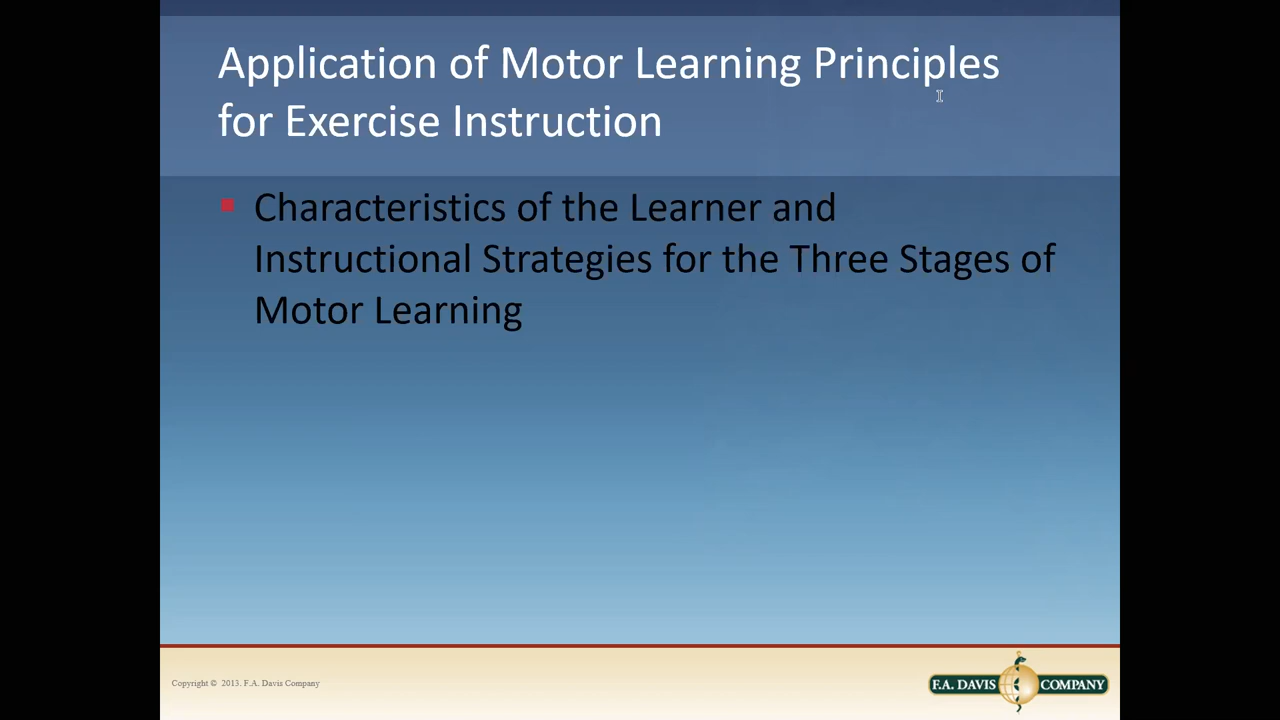 Application of Motor Learning Principles
for Exercise Instruction
Characteristics of the Learner and
Instructional Strategies for the Three Stages of
Motor Learning
Copyright © 2013. F.A. Davis Company
F.A. DAVIS COMPANY